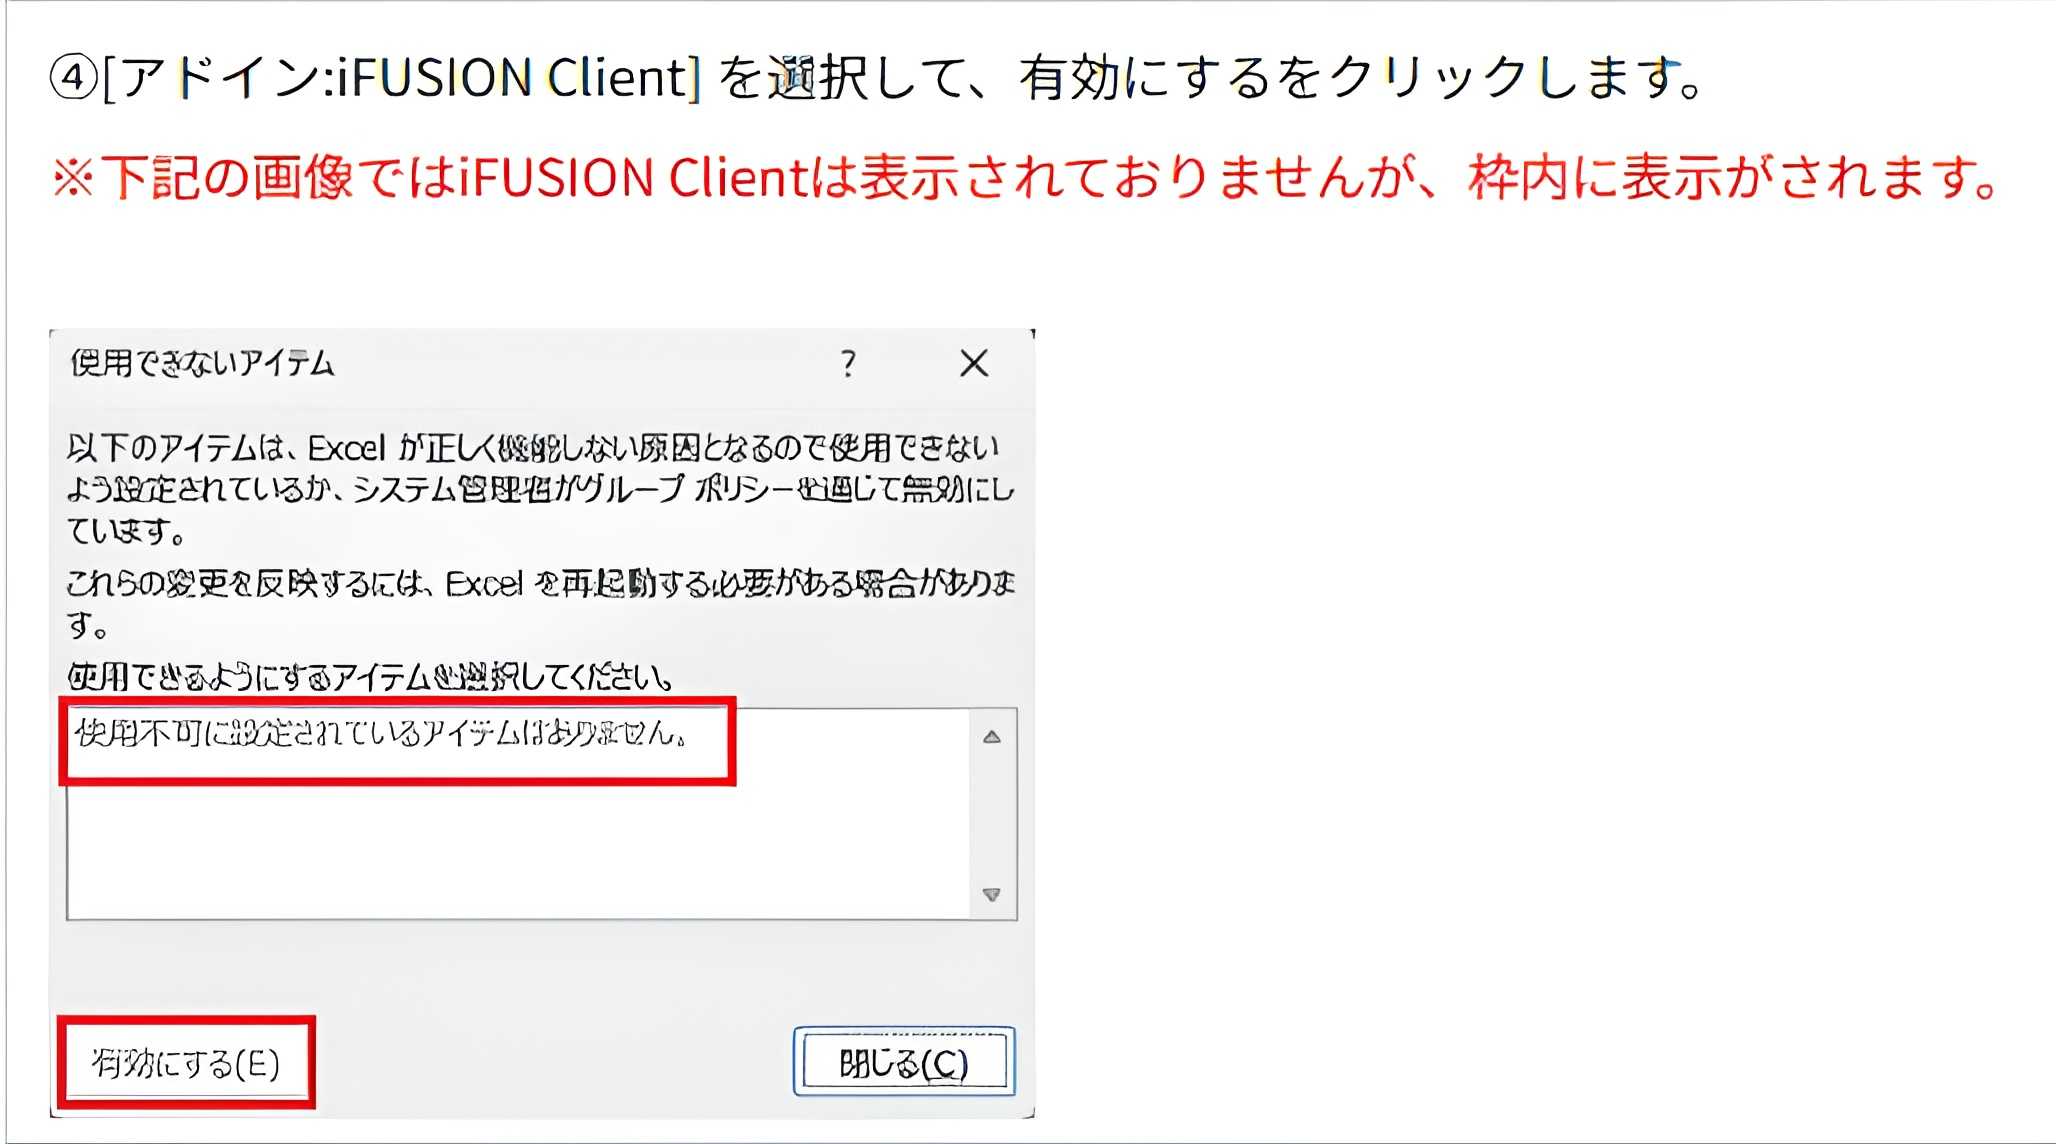 ④[アドイン:iFUSION Client] を選択して、有効にするをクリックします。
※下記の画像ではiFUSION Clientは表示されておりませんが、枠内に表示がされます。
使用できないアイテム ? ×
以下のアイテムは、Excel が正しく機能しない原因となるので使用できない
よう設定されているか、システム管理者がグループ ポリシーを通じて無効にし
ています。
これらの変更を反映するには、Excel を再起動する必要がある場合がありま
す。
使用できるようにするアイテムを選択してください。
使用不可に設定されているアイテムはありません。
有効にする(E)
閉じる(C)